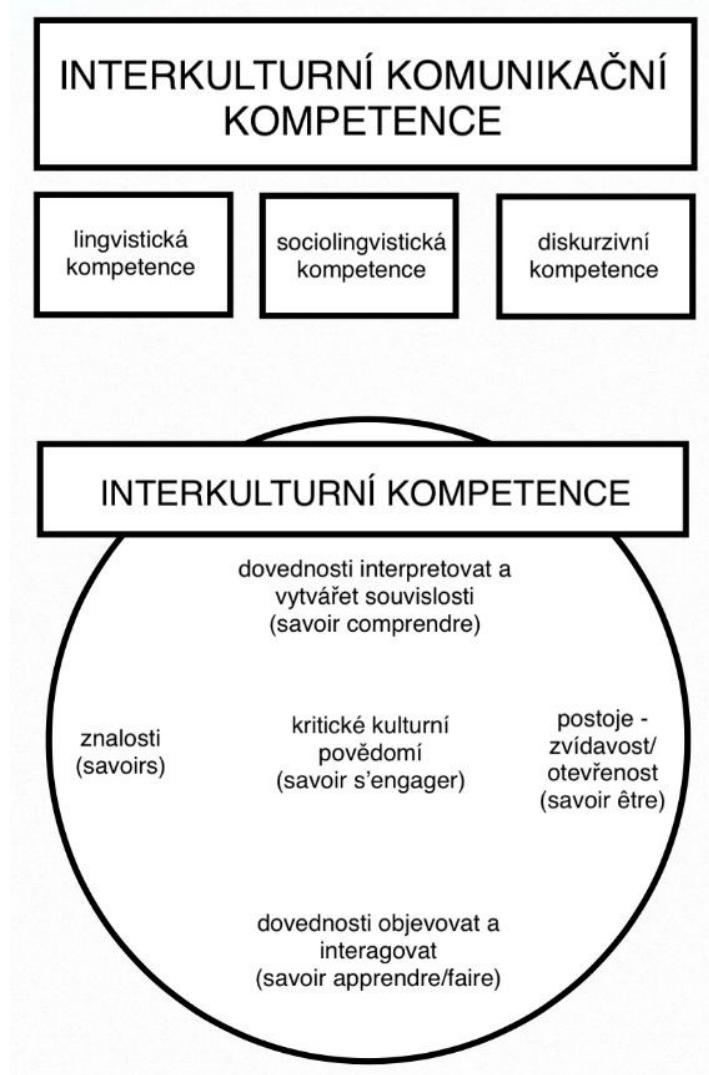 INTERKULTURNÍ KOMUNIKAČNÍ
KOMPETENCE
lingvistická
kompetence
sociolingvistická
kompetence
diskurzivní
kompetence
INTERKULTURNÍ KOMPETENCE
dovednosti interpretovat a
vytvářet souvislosti
(savoir comprendre)
znalosti
(savoirs)
kritické kulturní
povědomí
(savoir s'engager)
postoje -
zvídavost/
otevřenost
(savoir être)
dovednosti objevovat a
interagovat
(savoir apprendre/faire)